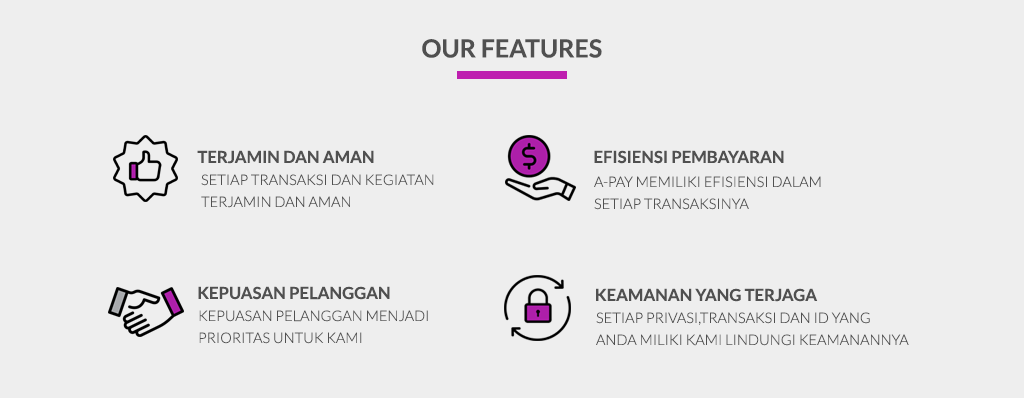 OUR FEATURES
TERJAMIN DAN AMAN
SETIAP TRANSAKSI DAN KEGIATAN
TERJAMIN DAN AMAN
EFISIENSI PEMBAYARAN
A-PAY MEMILIKI EFISIENSI DALAM
SETIAP TRANSAKSINYA
KEPUASAN PELANGGAN
KEPUASAN PELANGGAN MENJADI
PRIORITAS UNTUK KAMI
KEAMANAN YANG TERJAGA
SETIAP PRIVASI,TRANSAKSI DAN ID YANG
ANDA MILIKI KAMI LINDUNGI KEAMANANNYA